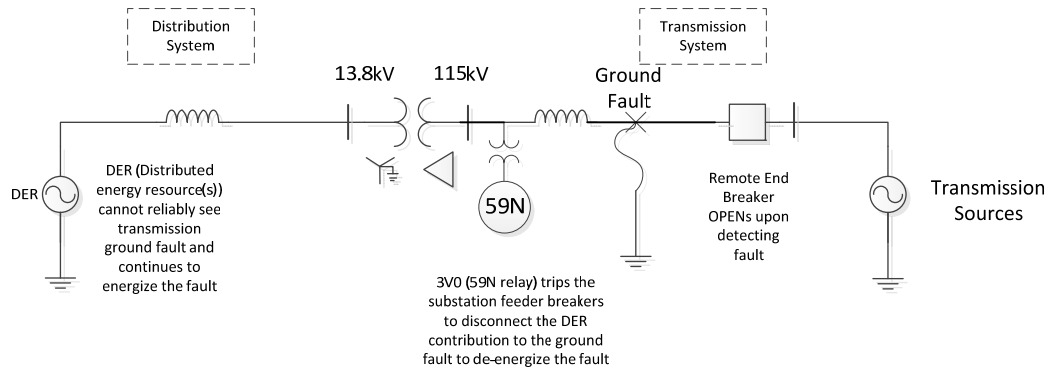 Distribution
System
Transmission
System
13.8kV
115kV
Ground
Fault
DER
DER (Distributed
energy resource(s))
cannot reliably see
transmission
ground fault and
continues to
energize the fault
59N
Remote End
Breaker
OPENs upon
detecting
fault
Transmission
Sources
3V0 (59N relay) trips the
substation feeder breakers
to disconnect the DER
contribution to the ground
fault to de-energize the fault